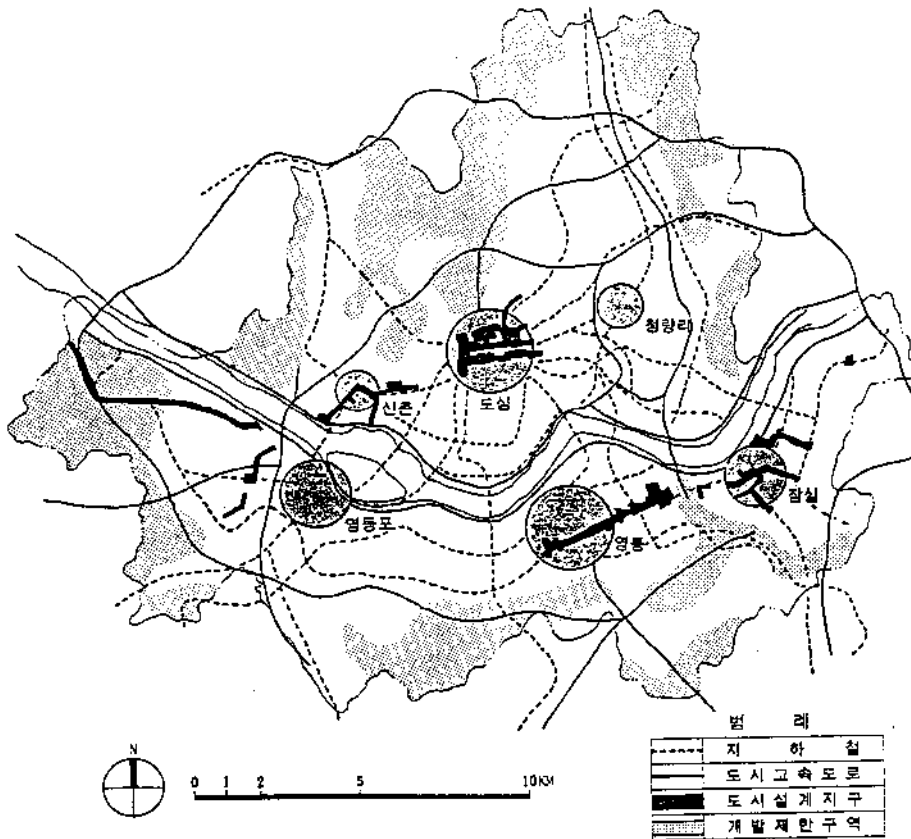 청량리
도심
신촌
잠실
영등포
영동
N
0 1 2 5 10KM
범 례
지 하 철
도시고속도로
도시설계지구
개발제한구역